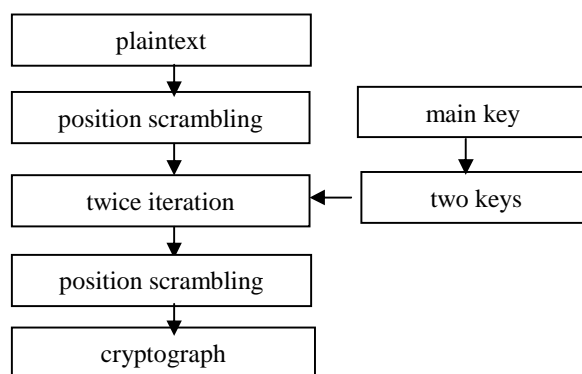 plaintext
position scrambling
main key
twice iteration
two keys
position scrambling
cryptograph